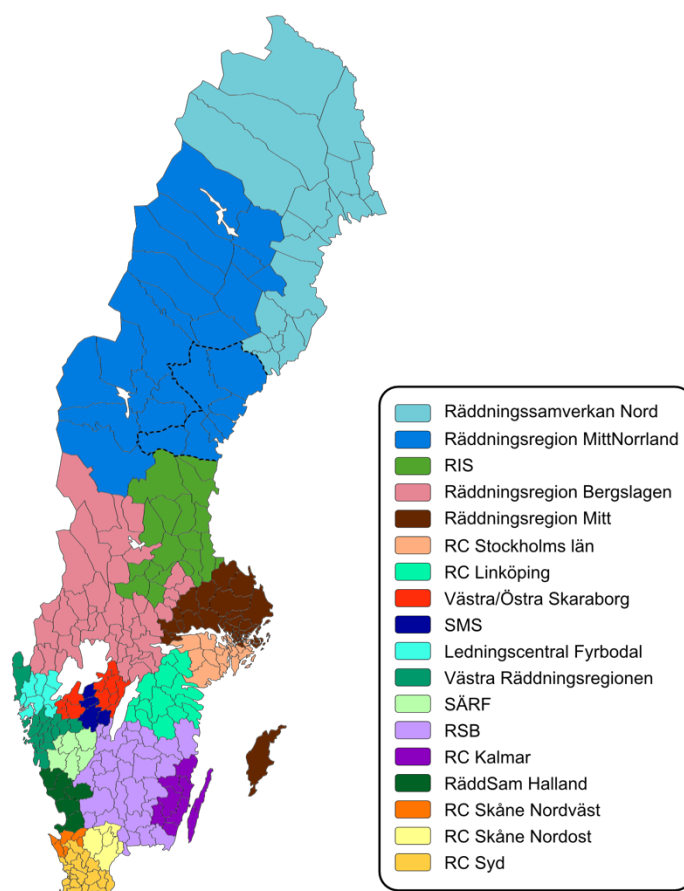 Räddningssamverkan Nord
Räddningsregion MittNorrland
RIS
Räddningsregion Bergslagen
Räddningsregion Mitt
RC Stockholms län
RC Linköping
Västra/Östra Skaraborg
SMS
Ledningscentral Fyrbodal
Västra Räddningsregionen
SÄRF
RSB
RC Kalmar
RäddSam Halland
RC Skåne Nordväst
RC Skåne Nordost
RC Syd